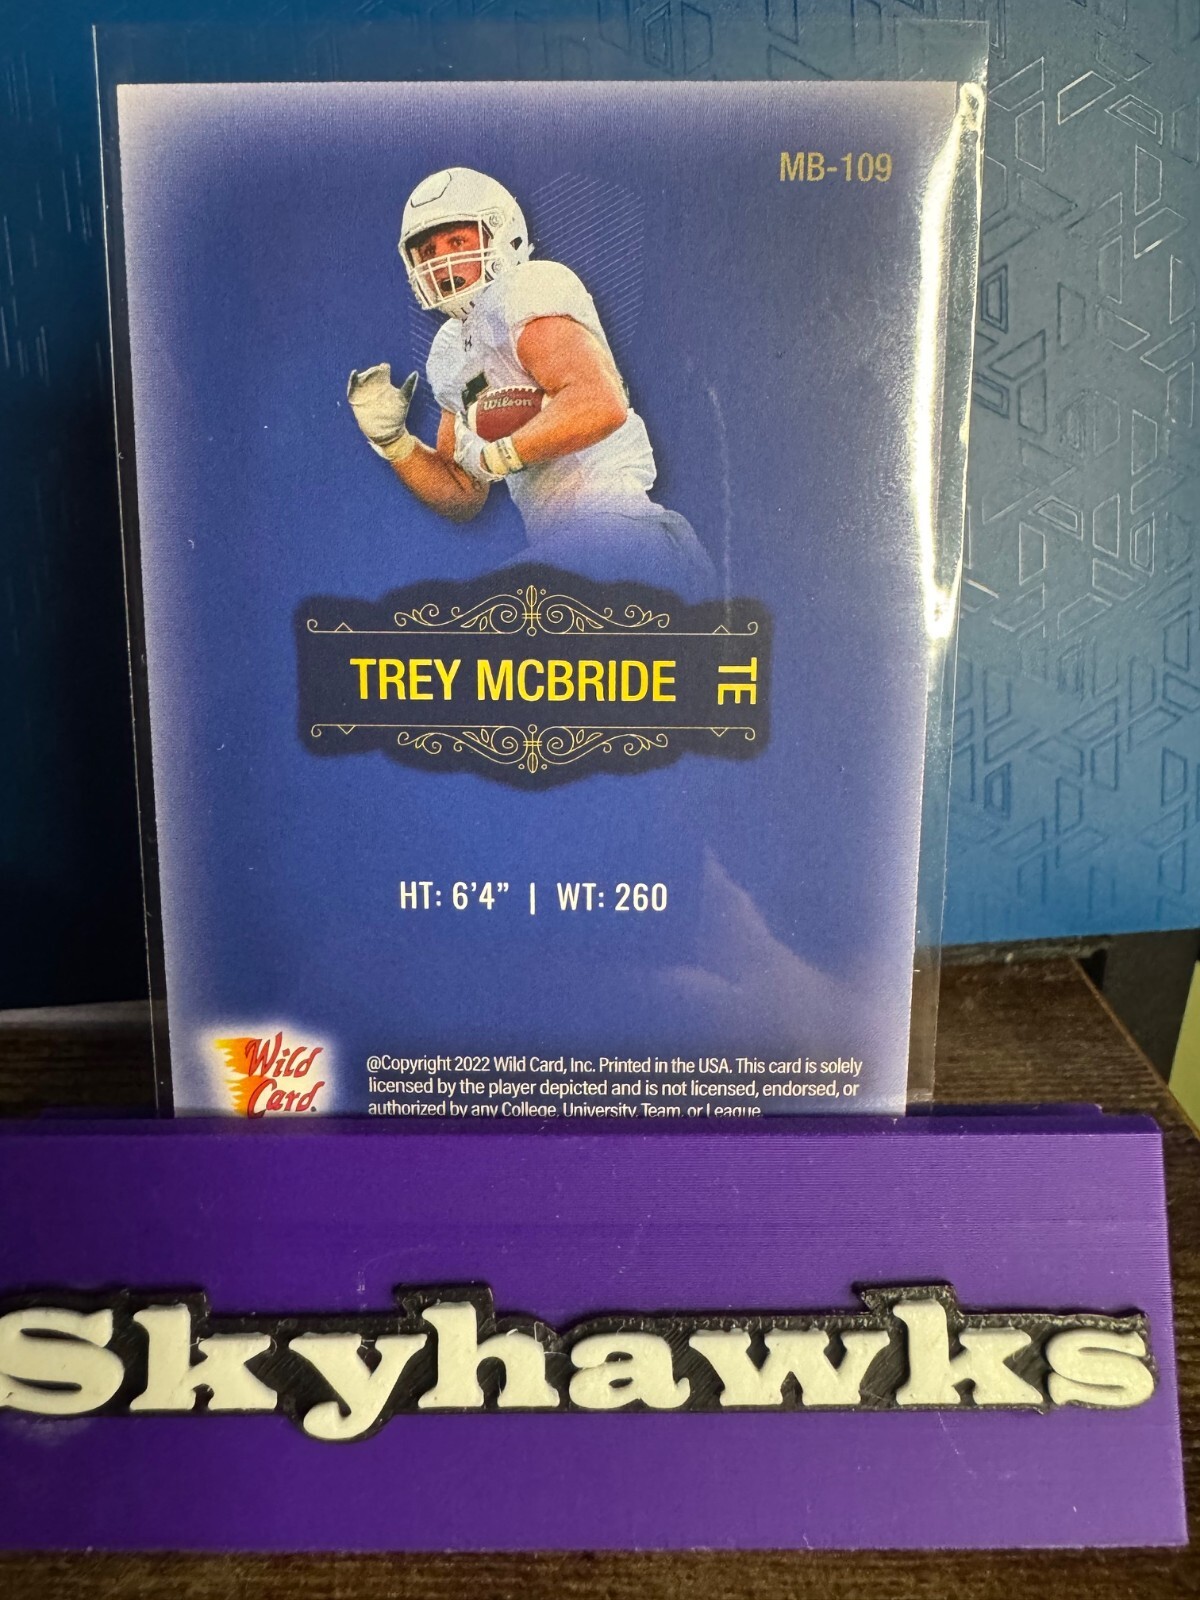 MB-109
Wilson
TREY MCBRIDE TE
HT: 6'4" | WT: 260
Wild
Card.
@Copyright 2022 Wild Card, Inc. Printed in the USA. This card is solely
licensed by the player depicted and is not licensed, endorsed, or
authorized by any College, University, Team, or League.
Skyhawks